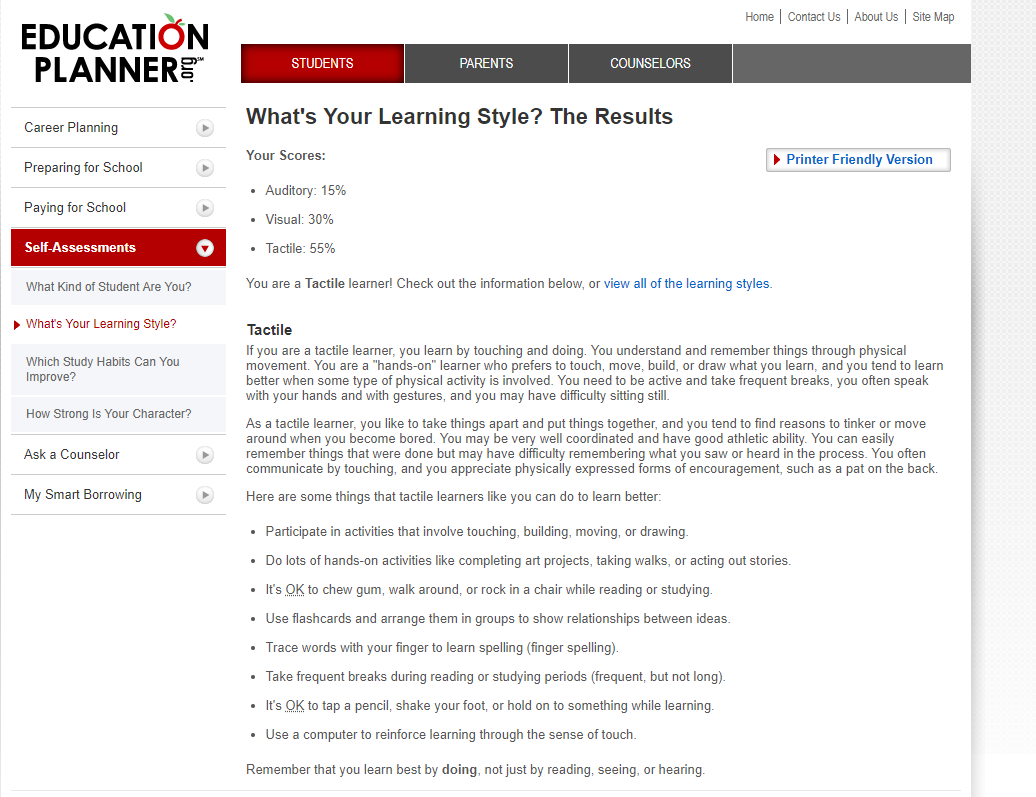 EDUCATION
PLANNER.org SM
Home | Contact Us | About Us | Site Map
STUDENTS
PARENTS
COUNSELORS
Career Planning
Preparing for School
Paying for School
Self-Assessments
What Kind of Student Are You?
What's Your Learning Style?
Which Study Habits Can You
Improve?
How Strong Is Your Character?
Ask a Counselor
My Smart Borrowing
What's Your Learning Style? The Results
Your Scores:
Printer Friendly Version
• Auditory: 15%
• Visual: 30%
• Tactile: 55%
You are a Tactile learner! Check out the information below, or view all of the learning styles.
Tactile
If you are a tactile learner, you learn by touching and doing. You understand and remember things through physical
movement. You are a "hands-on" learner who prefers to touch, move, build, or draw what you learn, and you tend to learn
better when some type of physical activity is involved. You need to be active and take frequent breaks, you often speak
with your hands and with gestures, and you may have difficulty sitting still.
As a tactile learner, you like to take things apart and put things together, and you tend to find reasons to tinker or move
around when you become bored. You may be very well coordinated and have good athletic ability. You can easily
remember things that were done but may have difficulty remembering what you saw or heard in the process. You often
communicate by touching, and you appreciate physically expressed forms of encouragement, such as a pat on the back.
Here are some things that tactile learners like you can do to learn better:
• Participate in activities that involve touching, building, moving, or drawing.
• Do lots of hands-on activities like completing art projects, taking walks, or acting out stories.
• It's OK to chew gum, walk around, or rock in a chair while reading or studying.
• Use flashcards and arrange them in groups to show relationships between ideas.
• Trace words with your finger to learn spelling (finger spelling).
• Take frequent breaks during reading or studying periods (frequent, but not long).
• It's OK to tap a pencil, shake your foot, or hold on to something while learning.
• Use a computer to reinforce learning through the sense of touch.
Remember that you learn best by doing, not just by reading, seeing, or hearing.